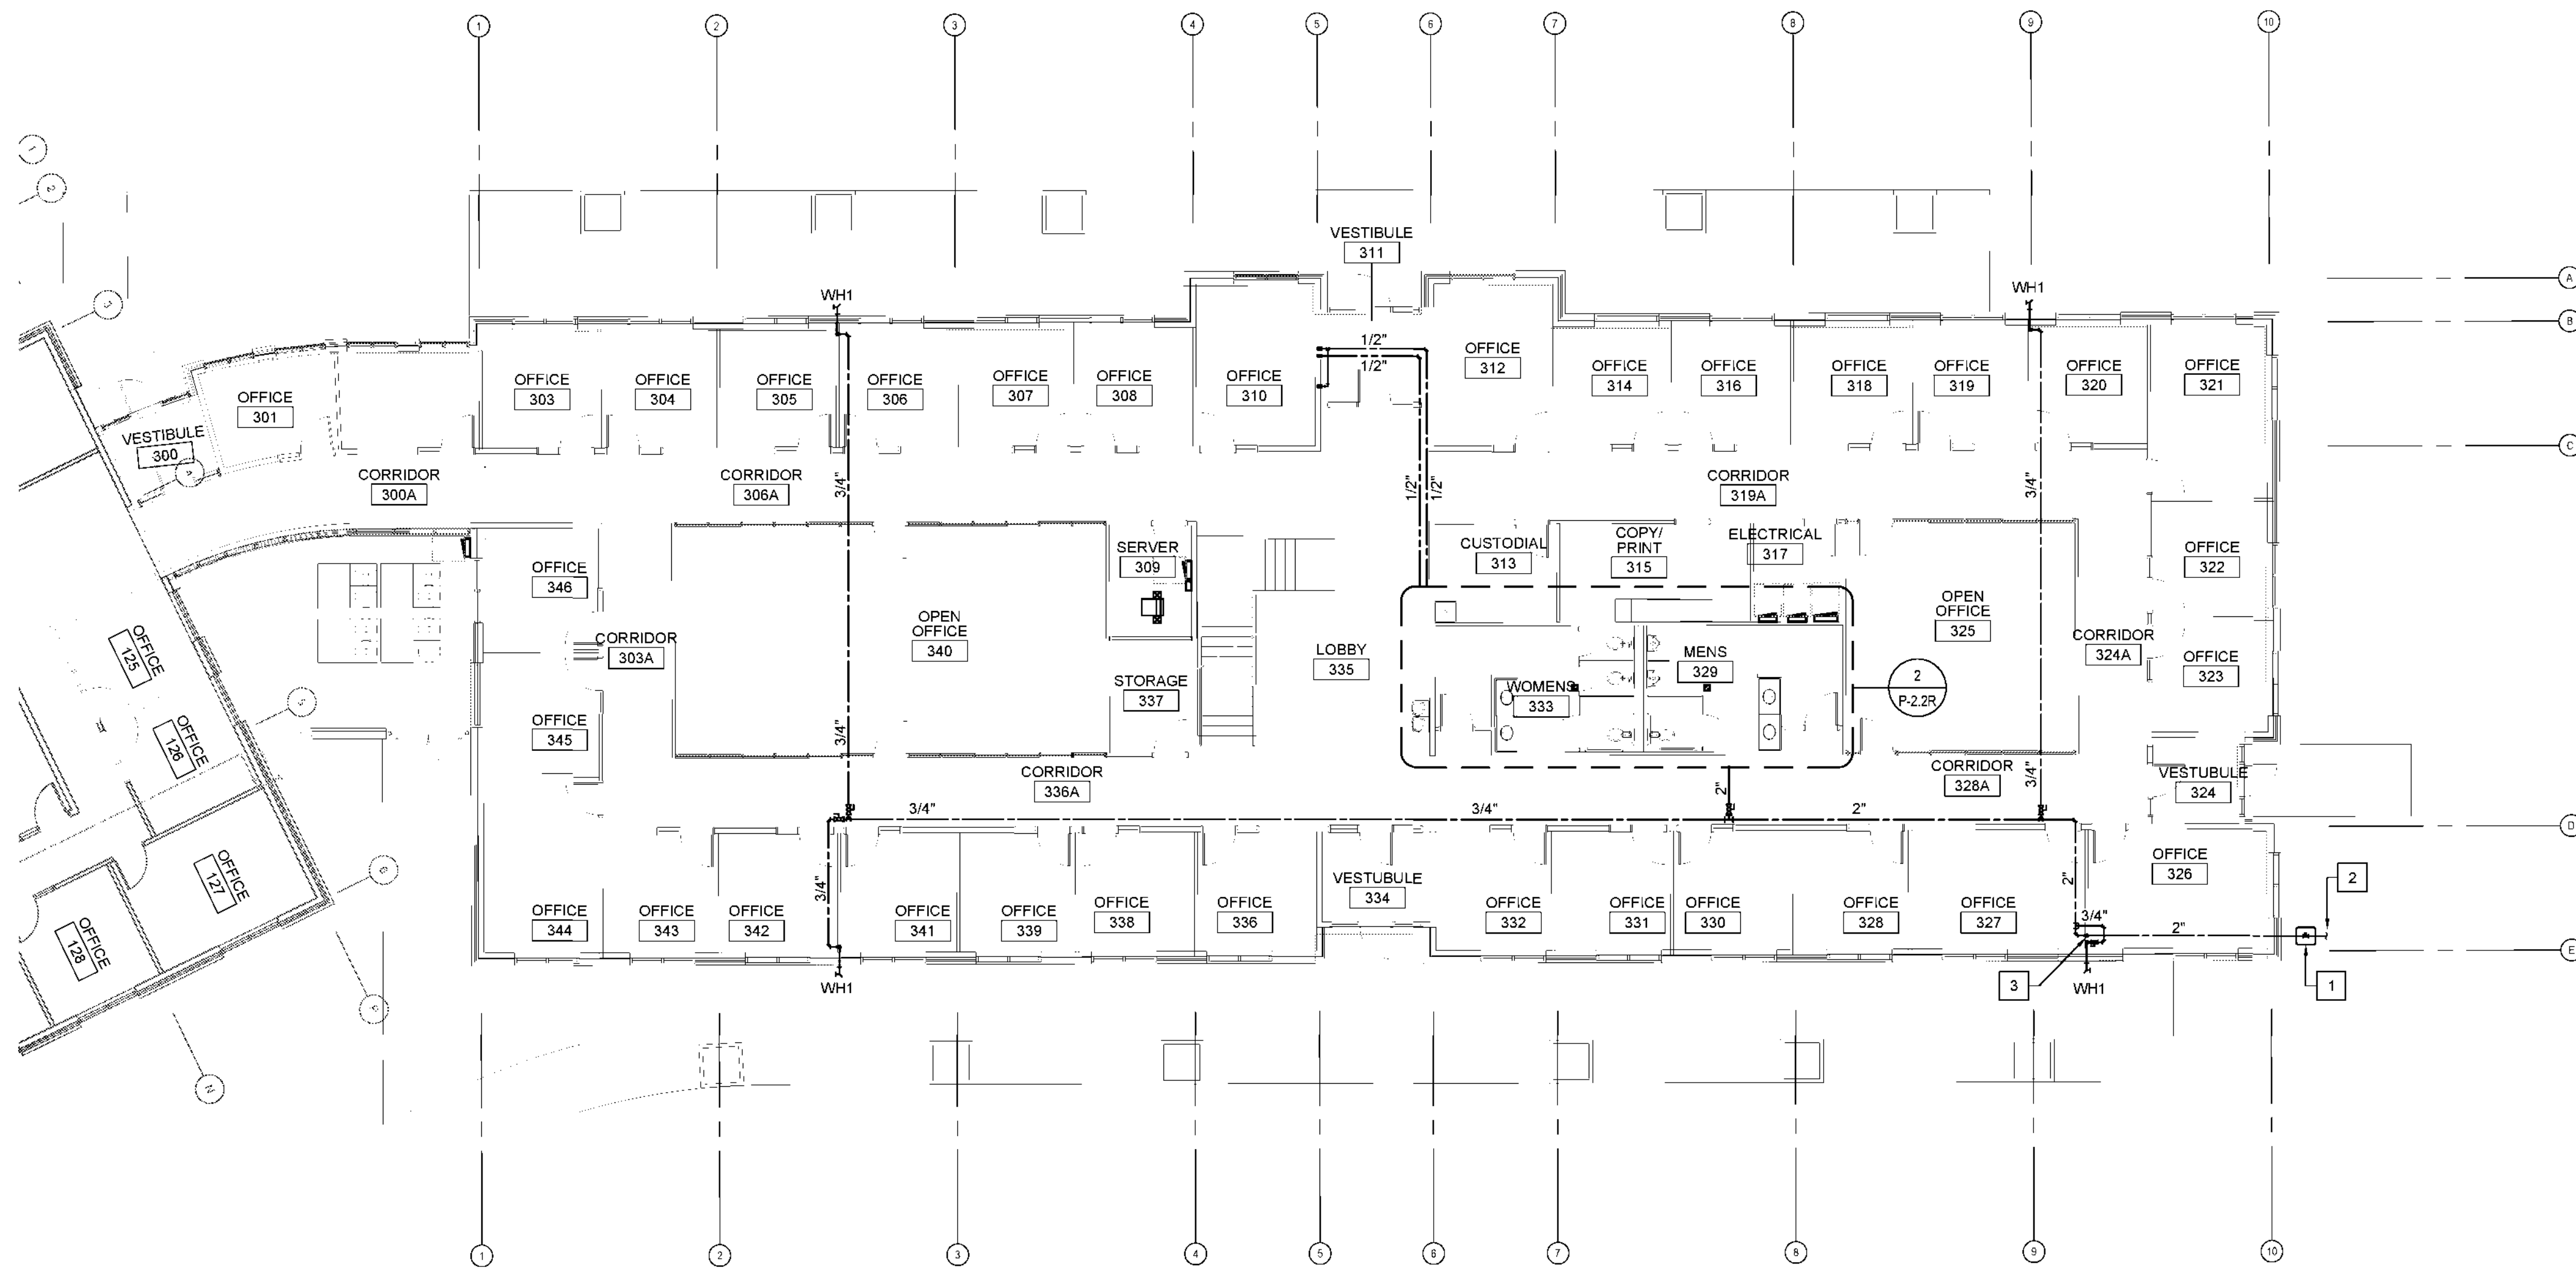 1 2 3 4 5 6 7 8 9 10
2
VESTIBULE
311
A
WH1
WH1
B
1/2"
1/2"
OFFICE
301
OFFICE
303
OFFICE
304
OFFICE
305
OFFICE
306
OFFICE
307
OFFICE
308
OFFICE
310
OFFICE
312
OFFICE
314
OFFICE
316
OFFICE
318
OFFICE
319
OFFICE
320
OFFICE
321
VESTIBULE
300
C
CORRIDOR
300A
CORRIDOR
306A
3/4"
1/2"
1/2"
CORRIDOR
319A
3/4"
OFFICE
346
SERVER
309
CUSTODIAL
313
COPY/
PRINT
315
ELECTRICAL
317
OFFICE
322
OPEN
OFFICE
340
OPEN
OFFICE
325
OFFICE
125
CORRIDOR
303A
LOBBY
335
MENS
329
CORRIDOR
324A
OFFICE
323
STORAGE
337
WOMENS
333
2
P-2.2R
OFFICE
126
OFFICE
345
3/4"
CORRIDOR
336A
2"
CORRIDOR
328A
3/4"
VESTUBULE
324
3/4"
3/4"
2"
D
OFFICE
127
3/4"
VESTUBULE
334
2"
OFFICE
326
2
OFFICE
128
OFFICE
344
OFFICE
343
OFFICE
342
OFFICE
341
OFFICE
339
OFFICE
338
OFFICE
336
OFFICE
332
OFFICE
331
OFFICE
330
OFFICE
328
OFFICE
327
3/4"
2"
E
WH1
3
WH1
1
N
1 2 3 4 5 6 7 8 9 10